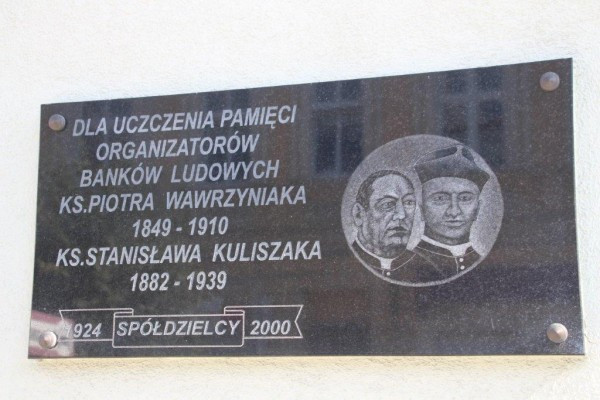 DLA UCZCZENIA PAMIĘCI
ORGANIZATORÓW
BANKÓW LUDOWYCH
KS.PIOTRA WAWRZYNIAKA
1849 - 1910
KS.STANISŁAWA KULISZAKA
1882 - 1939
1924 SPÓŁDZIELCY 2000